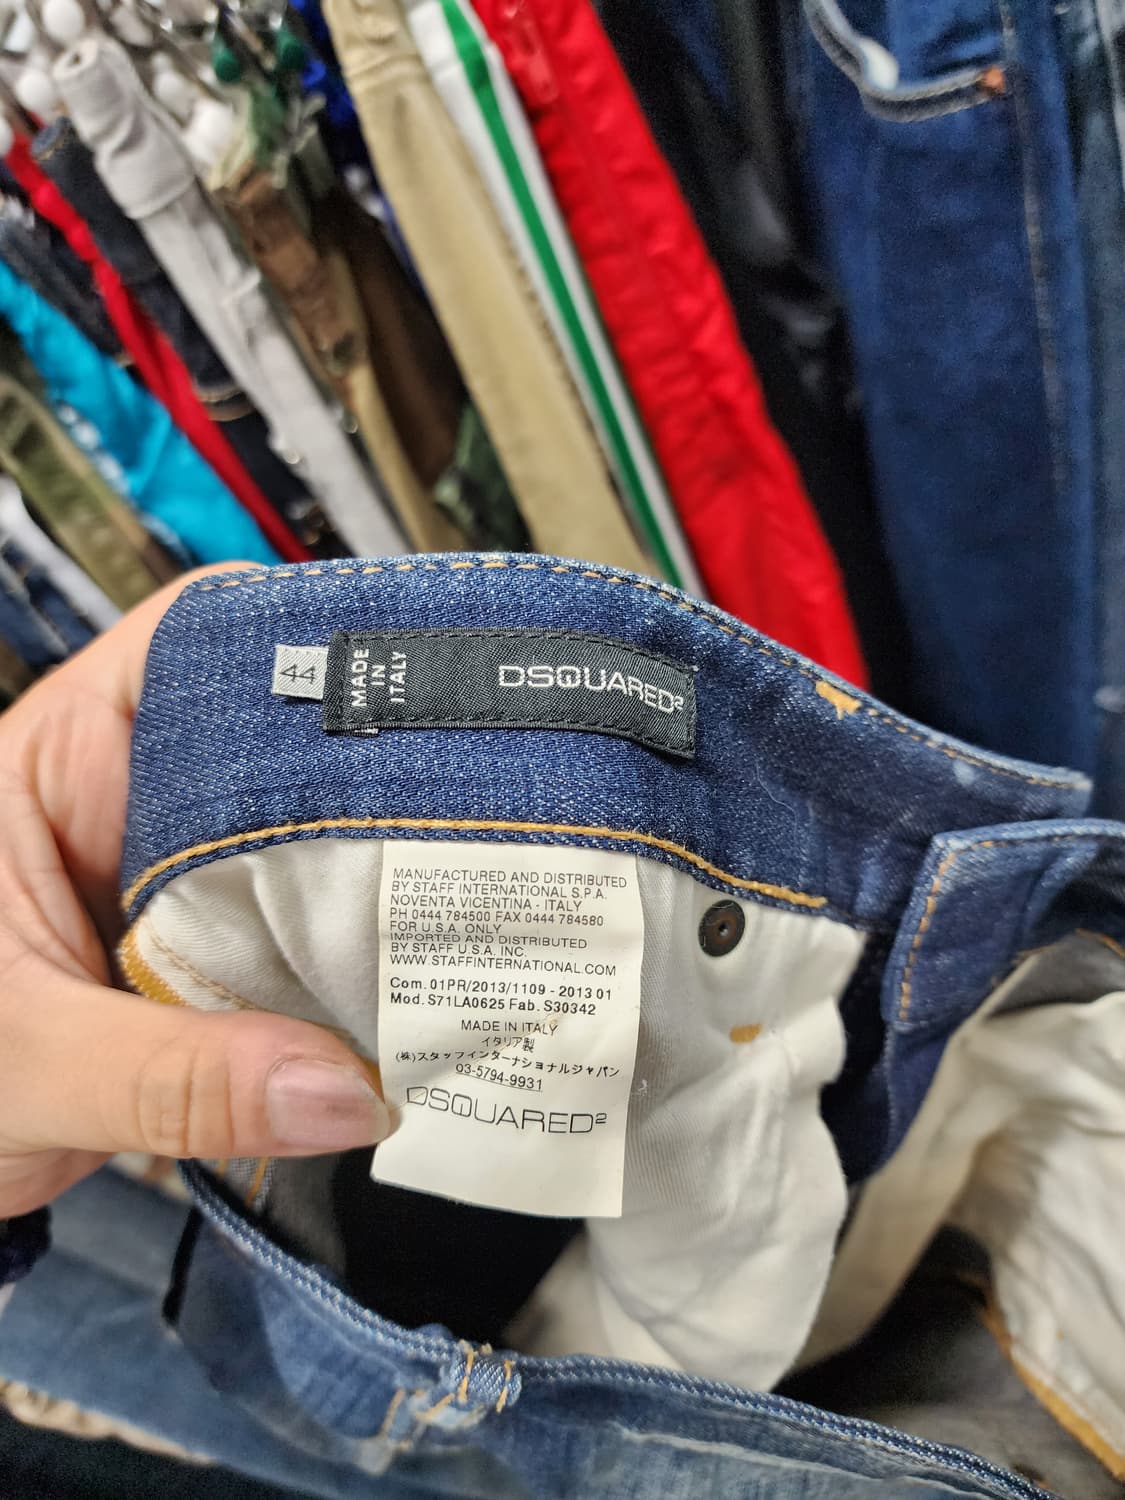 44
MADE
IN
ITALY
DSQUARED²
MANUFACTURED AND DISTRIBUTED
BY STAFF INTERNATIONAL S.P.A.
NOVENTA VICENTINA - ITALY
PH 0444 784500 FAX 0444 784580
FOR U.S.A. ONLY
IMPORTED AND DISTRIBUTED
BY STAFF U.S.A. INC.
WWW.STAFFINTERNATIONAL.COM
Com. 01PR/2013/1109 - 2013 01
Mod. S71LA0625 Fab. S30342
MADE IN ITALY
イタリア製
(株)スタッフインターナショナルジャパン
03-5794-9931
DSQUARED²